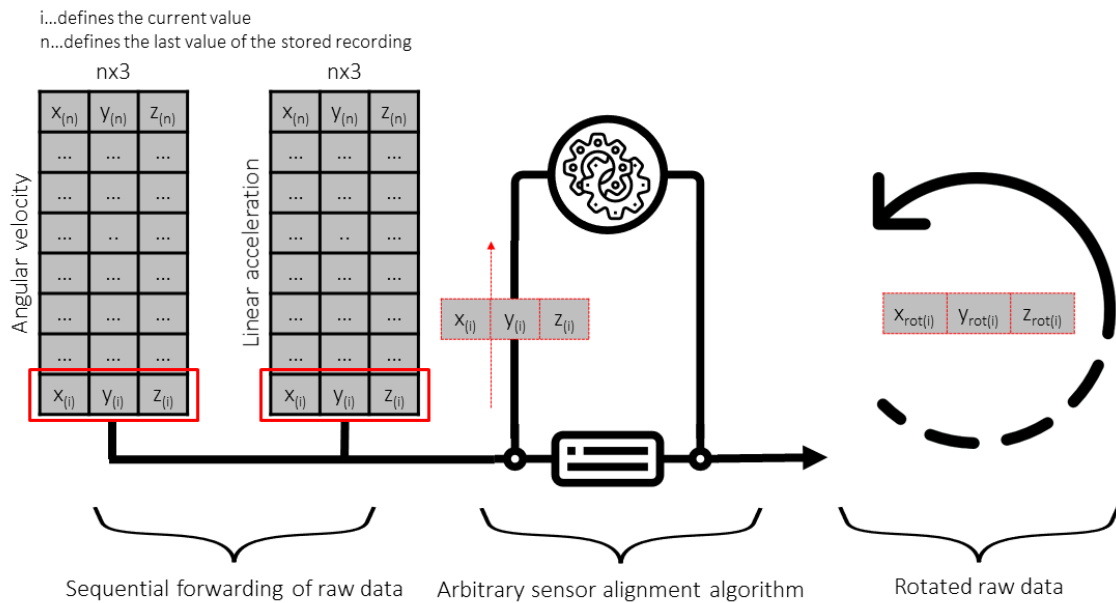 i...defines the current value
n...defines the last value of the stored recording
nx3
Angular velocity
x(n) y(n) z(n)
... ... ...
... ... ...
... ... ...
... .. ...
... ... ...
... ... ...
... ... ...
x(i) y(i) z(i)
nx3
Linear acceleration
x(n) y(n) z(n)
... ... ...
... ... ...
... ... ...
... .. ...
... ... ...
... ... ...
... ... ...
x(i) y(i) z(i)
x(i) y(i) z(i)
xrot(i) yrot(i) zrot(i)
Sequential forwarding of raw data
Arbitrary sensor alignment algorithm
Rotated raw data